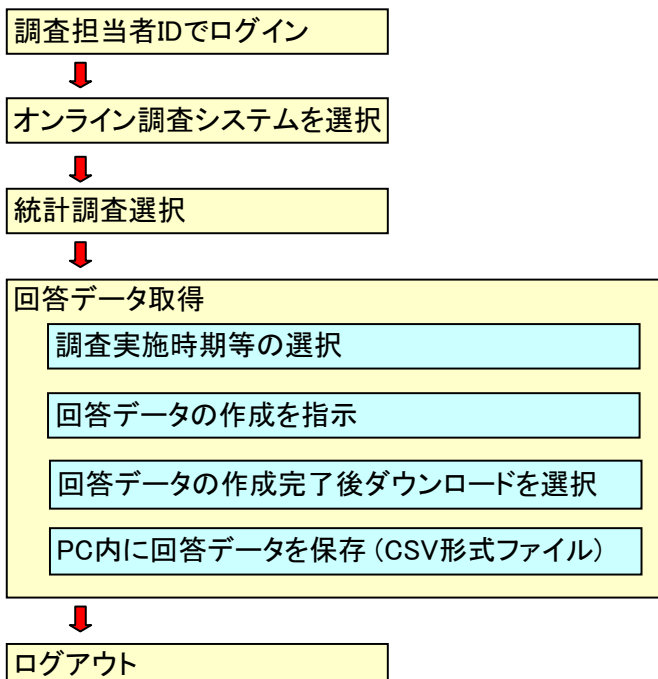 調査担当者IDでログイン
オンライン調査システムを選択
統計調査選択
回答データ取得
調査実施時期等の選択
回答データの作成を指示
回答データの作成完了後ダウンロードを選択
PC内に回答データを保存（CSV形式ファイル）
ログアウト